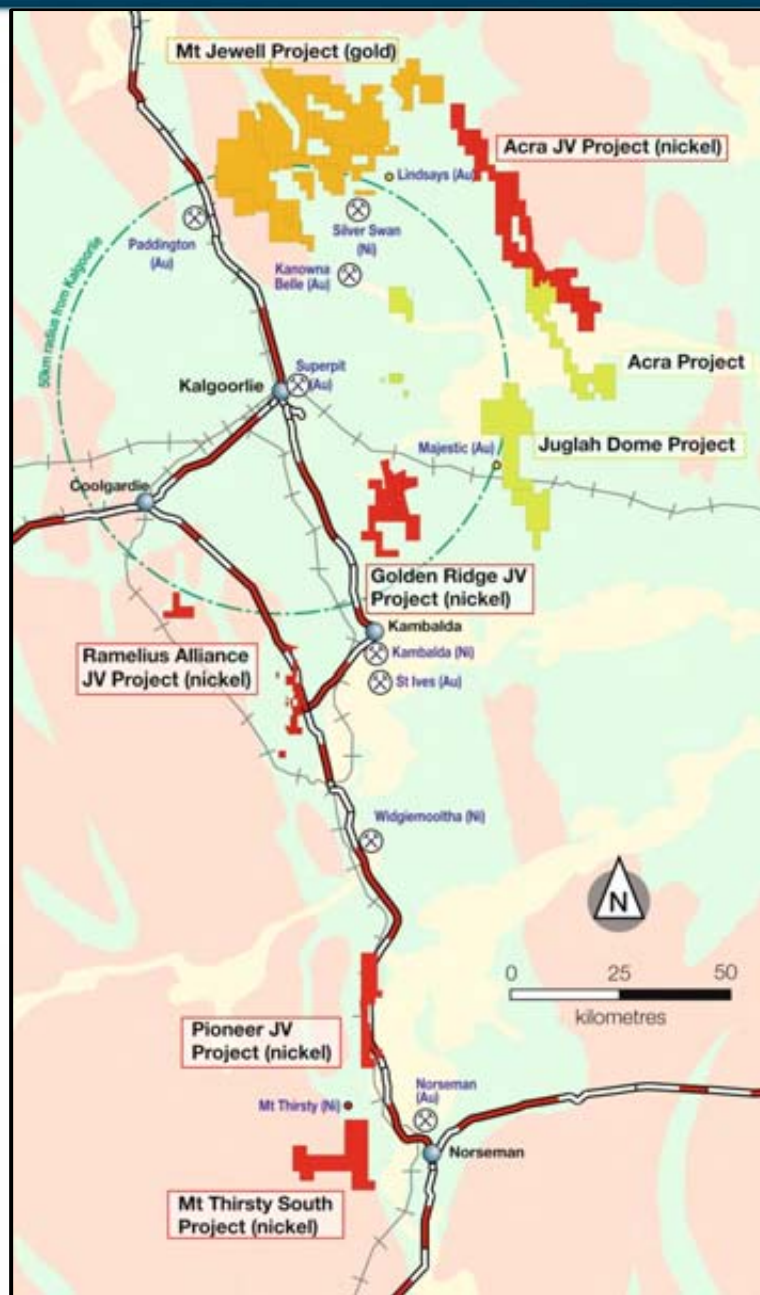 Mt Jewell Project (gold)
Acra JV Project (nickel)
Lindsays (Au)
Silver Swan
(Ni)
Paddington
(Au)
Kanowna
Belle (Au)
50km radius from Kalgoorlie
Acra Project
Superpit
(Au)
Kalgoorlie
Juglah Dome Project
Majestic (Au)
Coolgardie
Golden Ridge JV
Project (nickel)
Kambalda
Ramelius Alliance
JV Project (nickel)
Kambalda (Ni)
St Ives (Au)
Widgiemooltha (Ni)
N
0 25 50
kilometres
Pioneer JV
Project (nickel)
Norseman
(Au)
Mt Thirsty (Ni)
Norseman
Mt Thirsty South
Project (nickel)